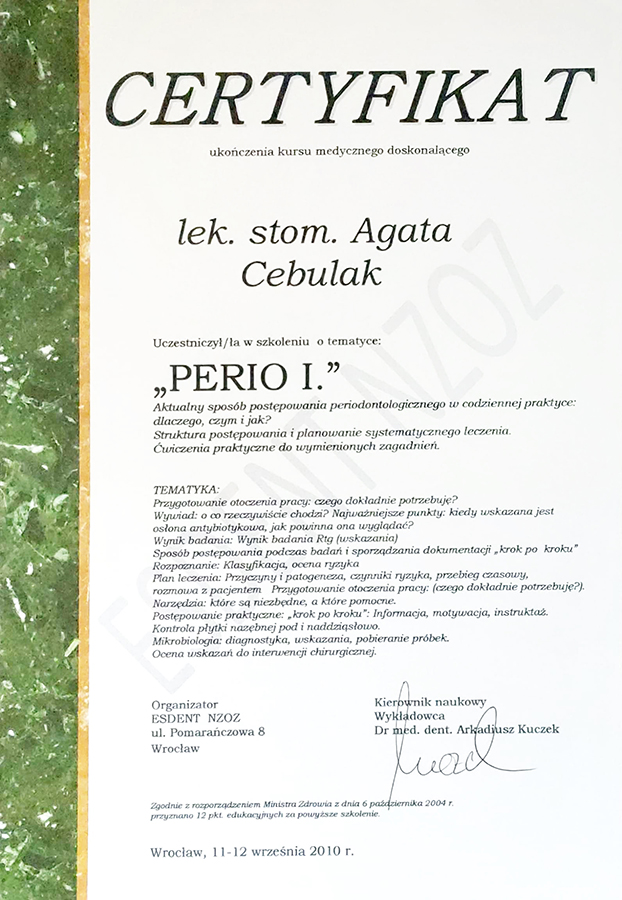 CERTYFIKAT
ukończenia kursu medycznego doskonalącego
lek. stom. Agata
Cebulak
Uczestniczył/ła w szkoleniu o tematyce:
„PERIO I.”
Aktualny sposób postępowania periodontologicznego w codziennej praktyce:
dlaczego, czym i jak?
Struktura postępowania i planowanie systematycznego leczenia.
Ćwiczenia praktyczne do wymienionych zagadnień.
TEMATYKA:
Przygotowanie otoczenia pracy: czego dokładnie potrzebuję?
Wywiad: o co rzeczywiście chodzi? Najważniejsze punkty: kiedy wskazana jest
osłona antybiotykowa, jak powinna ona wyglądać?
Wynik badania: Wynik badania Rtg (wskazania)
Sposób postępowania podczas badań i sporządzania dokumentacji „krok po kroku”
Rozpoznanie: Klasyfikacja, ocena ryzyka
Plan leczenia: Przyczyny i patogeneza, czynniki ryzyka, przebieg czasowy,
rozmowa z pacjentem Przygotowanie otoczenia pracy: (czego dokładnie potrzebuję?).
Narzędzia: które są niezbędne, a które pomocne.
Postępowanie praktyczne: „krok po kroku”: Informacja, motywacja, instruktaż.
Kontrola płytki nazębnej pod i naddziąsłowo.
Mikrobiologia: diagnostyka, wskazania, pobieranie próbek.
Ocena wskazań do interwencji chirurgicznej.
Organizator
ESDENT NZOZ
ul. Pomarańczowa 8
Wrocław
Kierownik naukowy
Wykładowca
Dr med. dent. Arkadiusz Kuczek
Zgodnie z rozporządzeniem Ministra Zdrowia z dnia 6 października 2004 r.
przyznano 12 pkt. edukacyjnych za powyższe szkolenie.
Wrocław, 11-12 września 2010 r.
ESDENT NZOZ